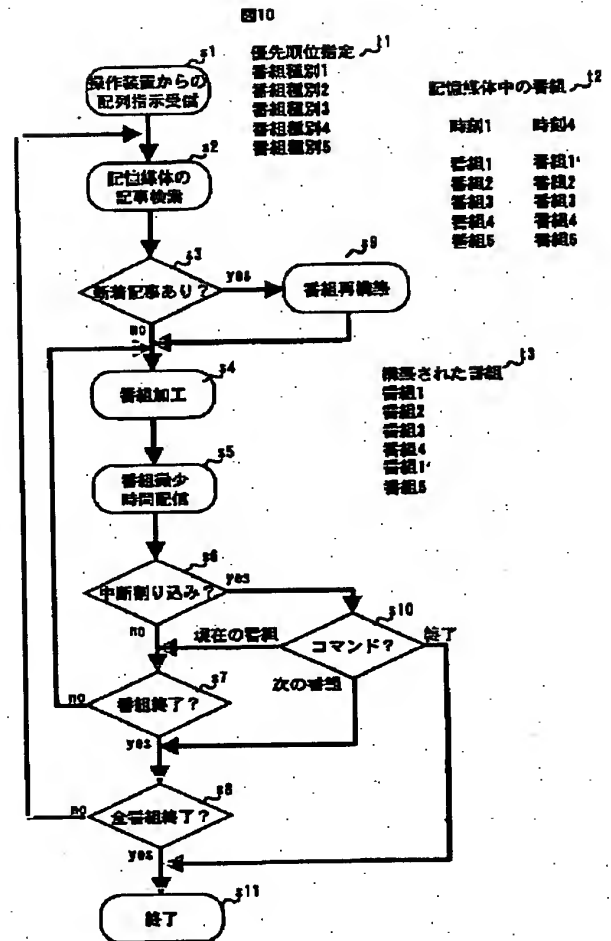 図10
s1
操作装置からの
配列指示受信
優先順位指定
t1
番組種別1
番組種別2
番組種別3
番組種別4
番組種別5
記憶媒体中の番組
t2
時刻1 時刻4
番組1 番組1'
番組2 番組2
番組3 番組3
番組4 番組4
番組5 番組5
s2
記憶媒体の
記事検索
s3
新着記事あり?
yes
no
s9
番組再構築
s4
番組加工
構築された番組
t3
番組1
番組2
番組3
番組4
番組1'
番組5
s5
番組微少
時間配信
s6
中断割り込み?
yes
no
s10
コマンド?
現在の番組
終了
次の番組
s7
番組終了?
no
yes
s8
全番組終了?
no
yes
s11
終了